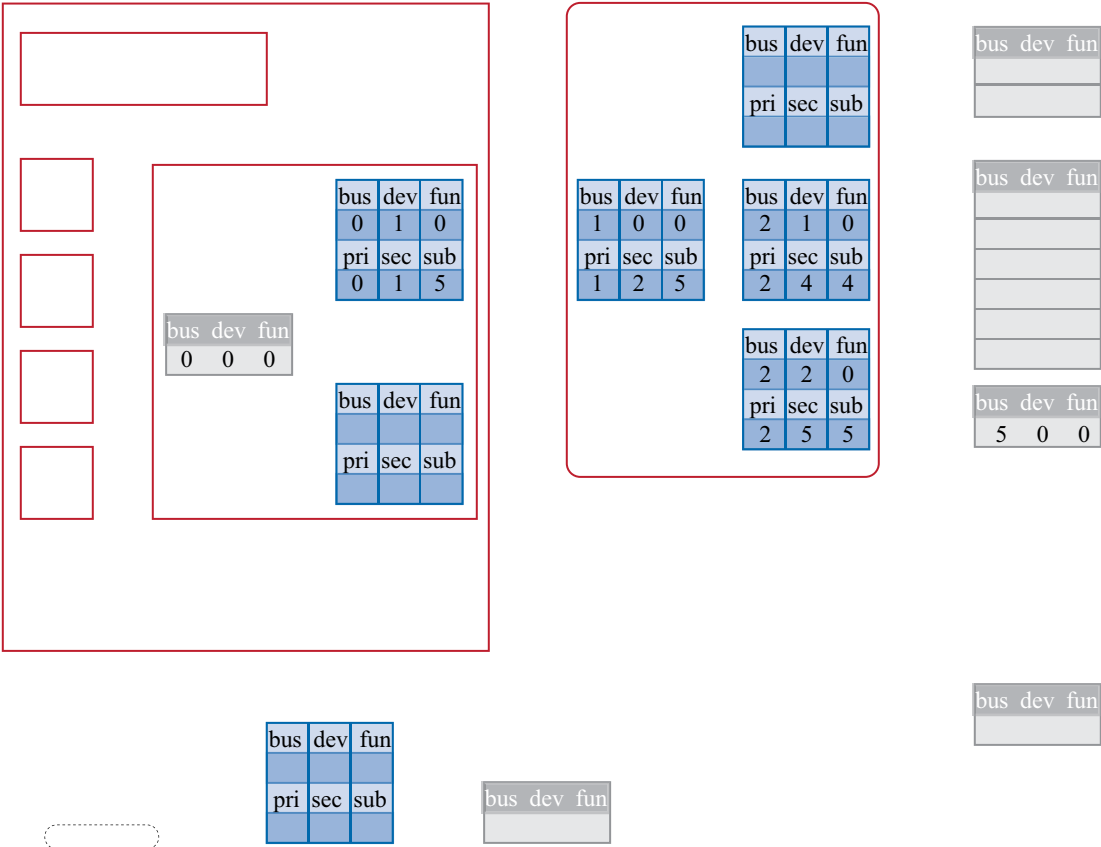 bus dev fun
pri sec sub
bus dev fun
bus dev fun
0 1 0
pri sec sub
0 1 5
bus dev fun
0 0 0
bus dev fun
pri sec sub
bus dev fun
1 0 0
pri sec sub
1 2 5
bus dev fun
2 1 0
pri sec sub
2 4 4
bus dev fun
2 2 0
pri sec sub
2 5 5
bus dev fun
bus dev fun
5 0 0
bus dev fun
bus dev fun
pri sec sub
bus dev fun